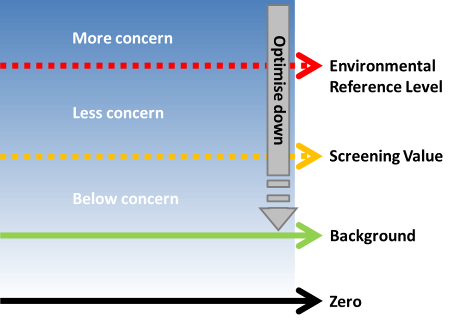 More concern
Environmental
Reference Level
Optimise down
Less concern
Screening Value
Below concern
Background
Zero